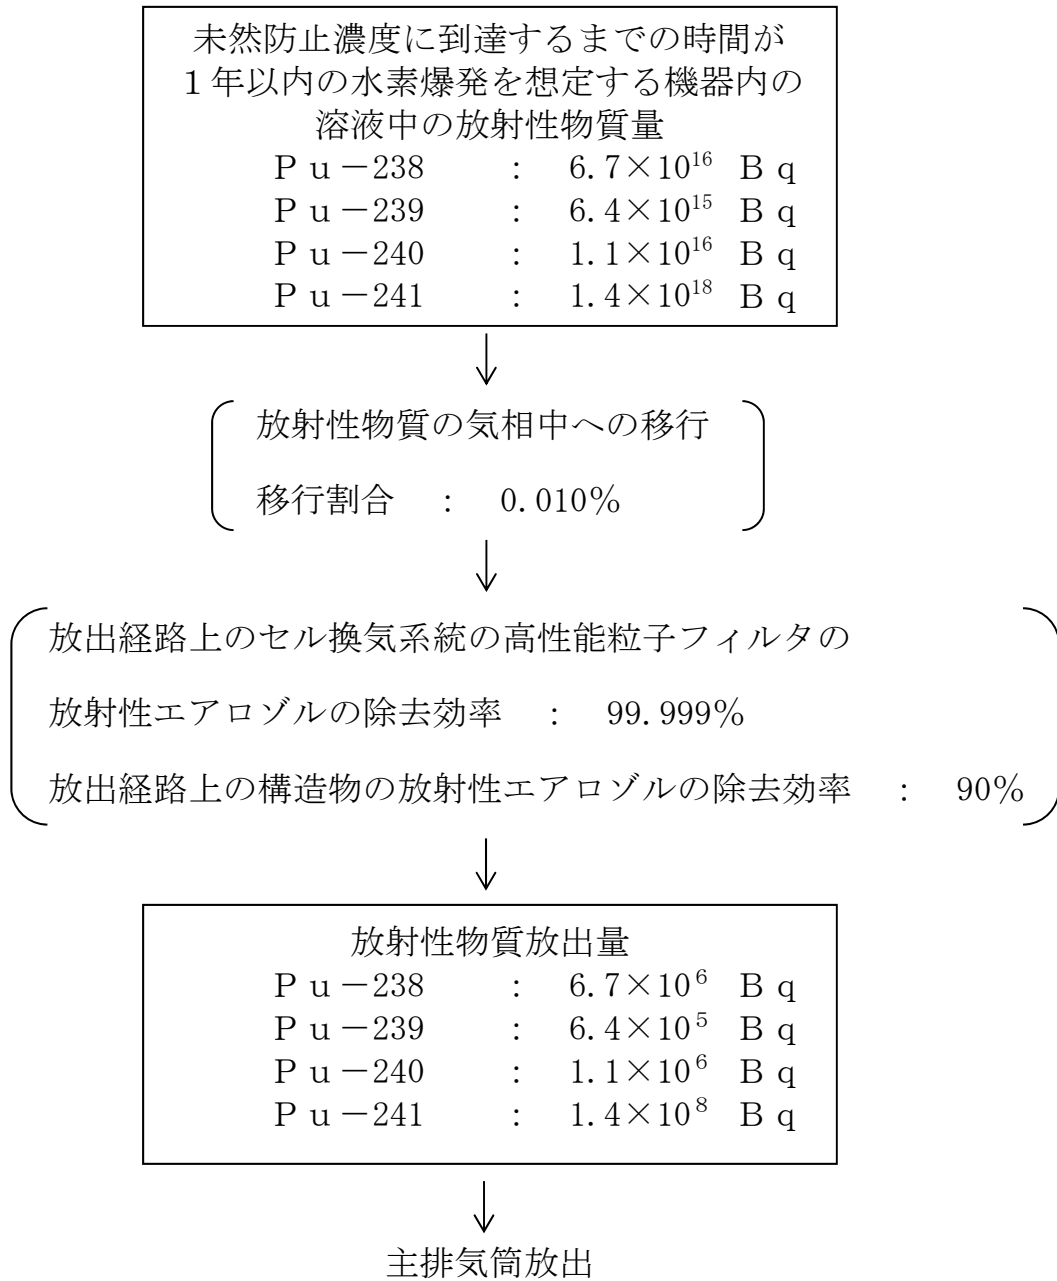 未然防止濃度に到達するまでの時間が
１年以内の水素爆発を想定する機器内の
溶液中の放射性物質量
Ｐｕ－238 : 6.7×10¹⁶ Ｂｑ
Ｐｕ－239 : 6.4×10¹⁵ Ｂｑ
Ｐｕ－240 : 1.1×10¹⁶ Ｂｑ
Ｐｕ－241 : 1.4×10¹⁸ Ｂｑ
放射性物質の気相中への移行
移行割合 : 0.010％
放出経路上のセル換気系統の高性能粒子フィルタの
放射性エアロゾルの除去効率 : 99.999％
放出経路上の構造物の放射性エアロゾルの除去効率 : 90％
放射性物質放出量
Ｐｕ－238 : 6.7×10⁶ Ｂｑ
Ｐｕ－239 : 6.4×10⁵ Ｂｑ
Ｐｕ－240 : 1.1×10⁶ Ｂｑ
Ｐｕ－241 : 1.4×10⁸ Ｂｑ
主排気筒放出